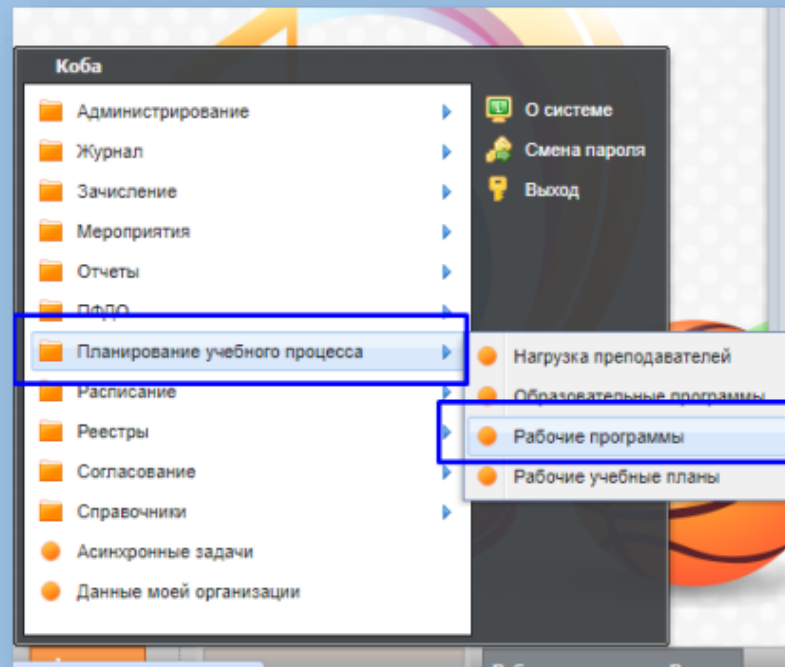 Коба
Администрирование
Журнал
Зачисление
Мероприятия
Отчеты
ПФДО
Планирование учебного процесса
Расписание
Реестры
Согласование
Справочники
Асинхронные задачи
Данные моей организации
О системе
Смена пароля
Выход
Нагрузка преподавателей
Образовательные программы
Рабочие программы
Рабочие учебные планы